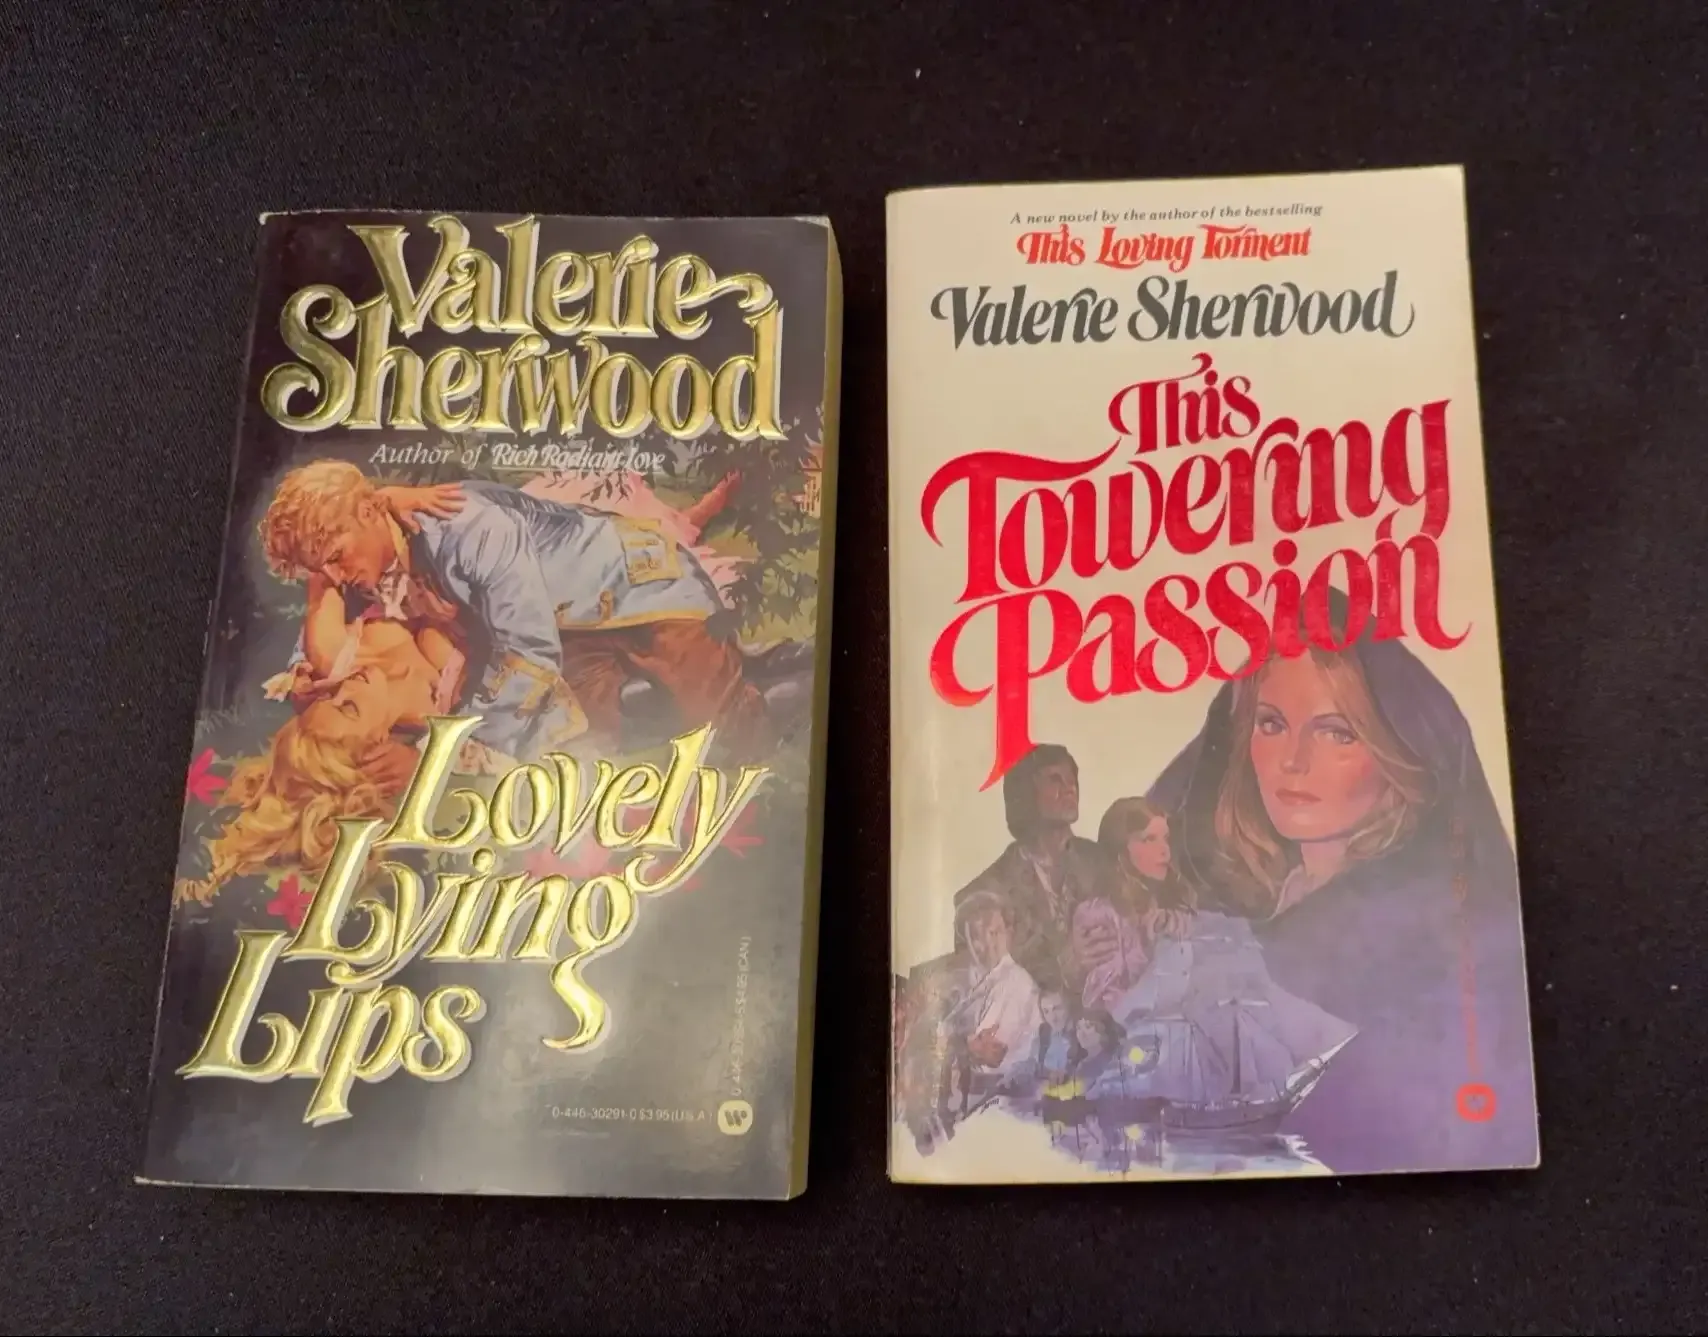 Valerie
Sherwood
Author of Rich Radiant Love
Lovely
Lying
Lips
0-446-30291-0 $3.95 (U.S.A.)
A new novel by the author of the bestselling
This Loving Torment
Valerie Sherwood
This
Towering
Passion